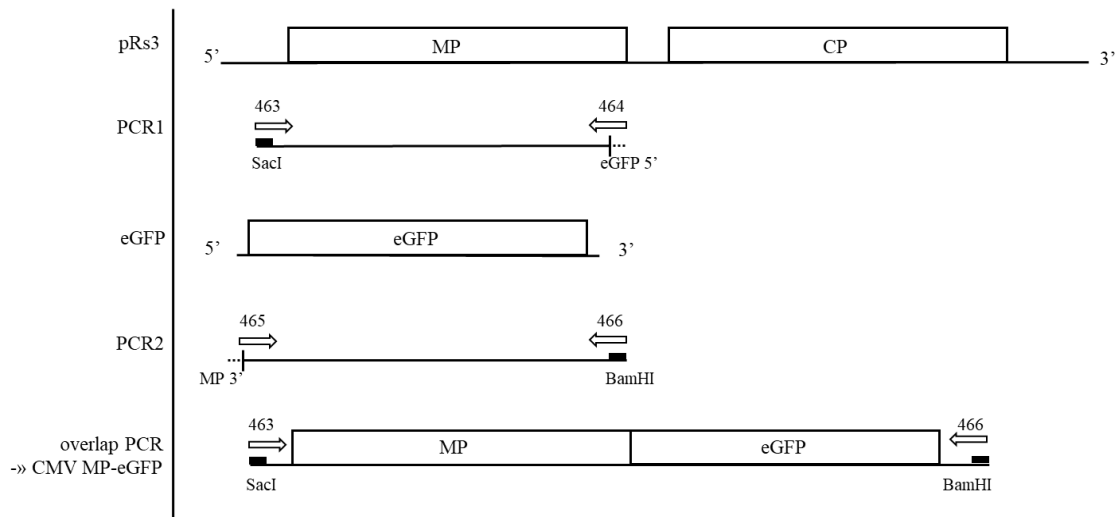 pRs3
5’
MP
CP
3’
463
464
PCR1
SacI
eGFP 5’
eGFP
5’
eGFP
3’
465
466
PCR2
MP 3’
BamHI
463
466
overlap PCR
MP
eGFP
-» CMV MP-eGFP
SacI
BamHI